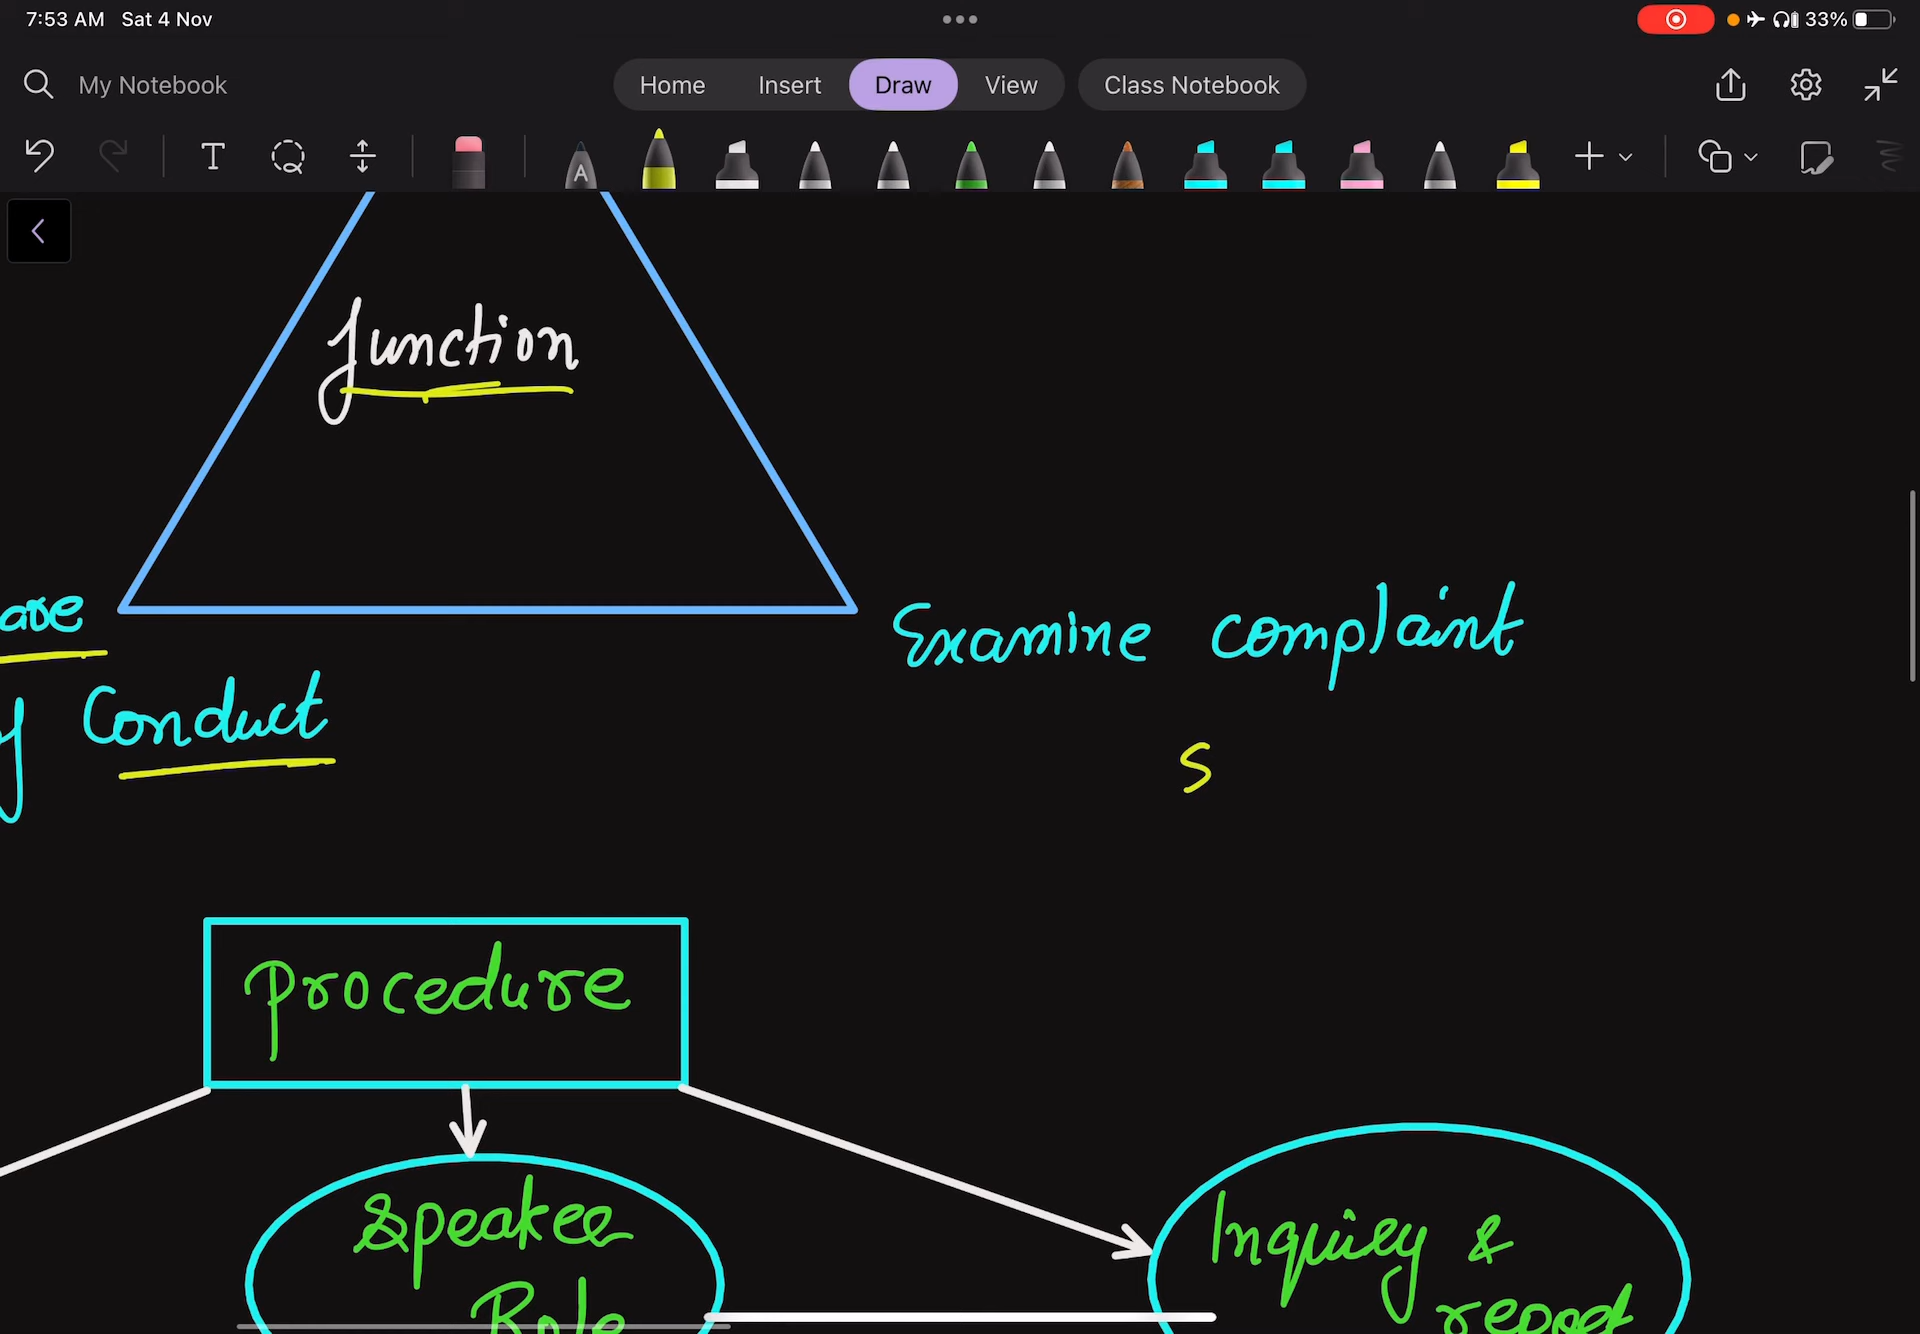 7:53 AM Sat 4 Nov
33%
My Notebook
Home
Insert
Draw
View
Class Notebook
T
A
function
Examine complaint
Conduct
S
Procedure
Speaker
Role
Inquiry &
report